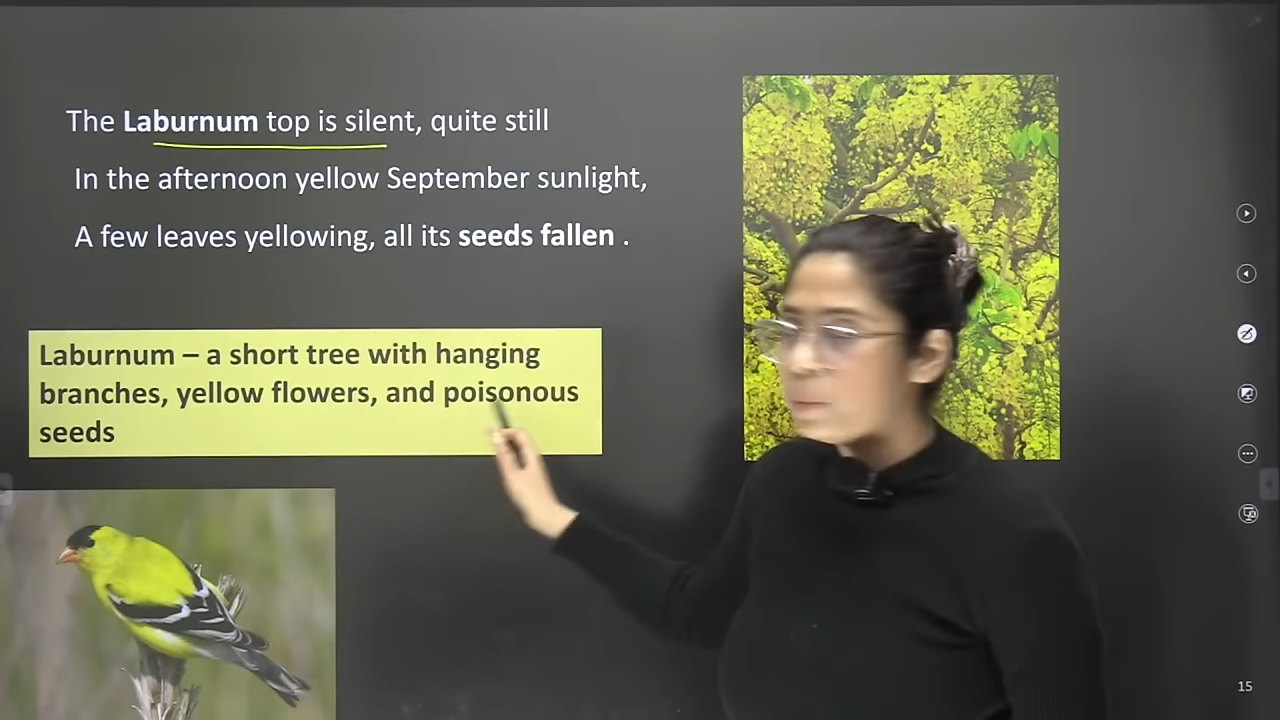 The Laburnum top is silent, quite still
In the afternoon yellow September sunlight,
A few leaves yellowing, all its seeds fallen .
Laburnum – a short tree with hanging
branches, yellow flowers, and poisonous
seeds
15